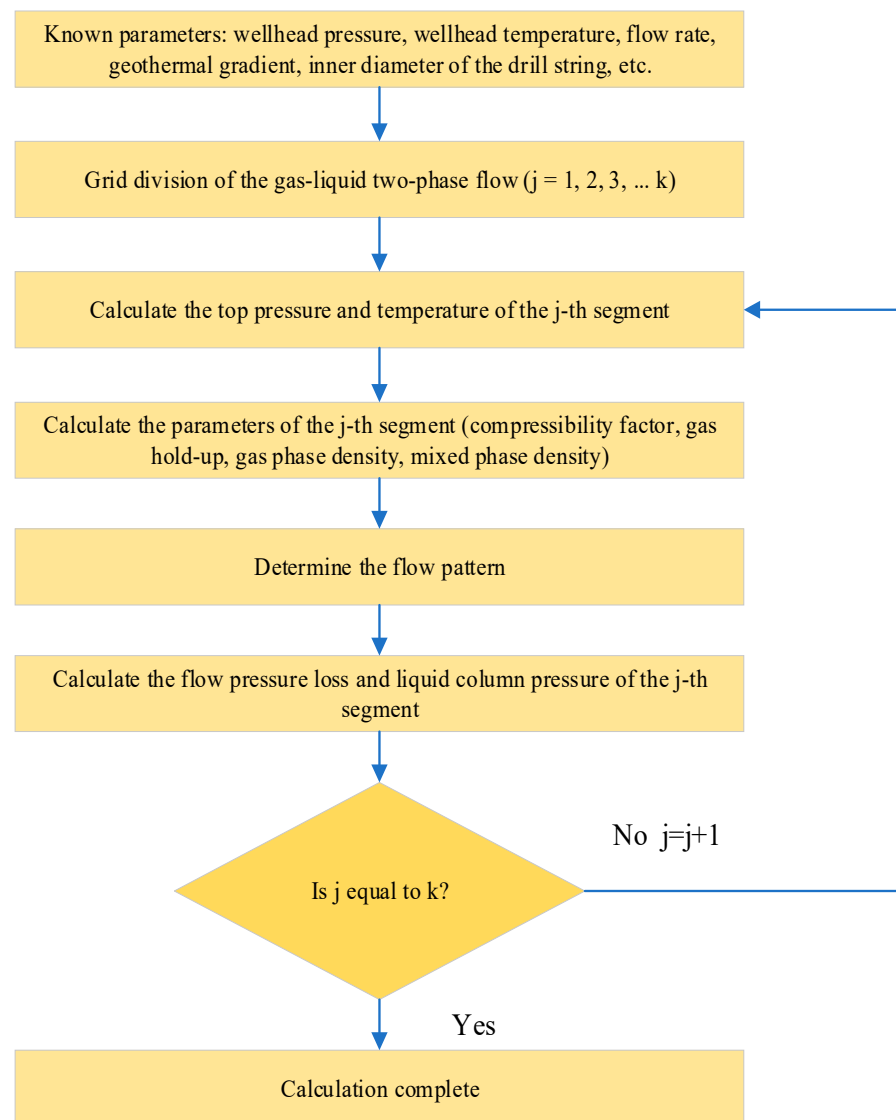 Known parameters: wellhead pressure, wellhead temperature, flow rate,
geothermal gradient, inner diameter of the drill string, etc.
Grid division of the gas-liquid two-phase flow (j = 1, 2, 3, ... k)
Calculate the top pressure and temperature of the j-th segment
Calculate the parameters of the j-th segment (compressibility factor, gas
hold-up, gas phase density, mixed phase density)
Determine the flow pattern
Calculate the flow pressure loss and liquid column pressure of the j-th
segment
No j=j+1
Is j equal to k?
Yes
Calculation complete